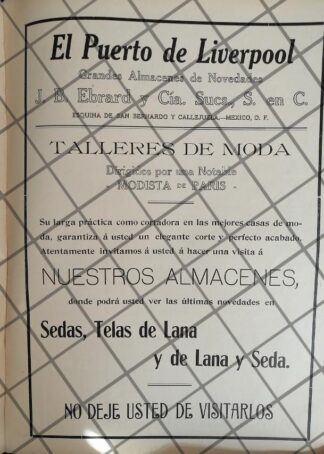 El Puerto de Liverpool
Grandes Almacenes de Novedades
J. B. Ebrard y Cía. Sucs., S. en C.
ESQUINA DE SAN BERNARDO Y CALLEJUELA.—MEXICO, D. F.
TALLERES DE MODA
Dirigidos por una Notable
- MODISTA DE PARIS -
Su larga práctica como cortadora en las mejores casas de mo-
da, garantiza á usted un elegante corte y perfecto acabado.
Atentamente invitamos á usted á hacer una visita á
NUESTROS ALMACENES,
donde podrá usted ver las últimas novedades en
Sedas, Telas de Lana
y de Lana y Seda.
NO DEJE USTED DE VISITARLOS